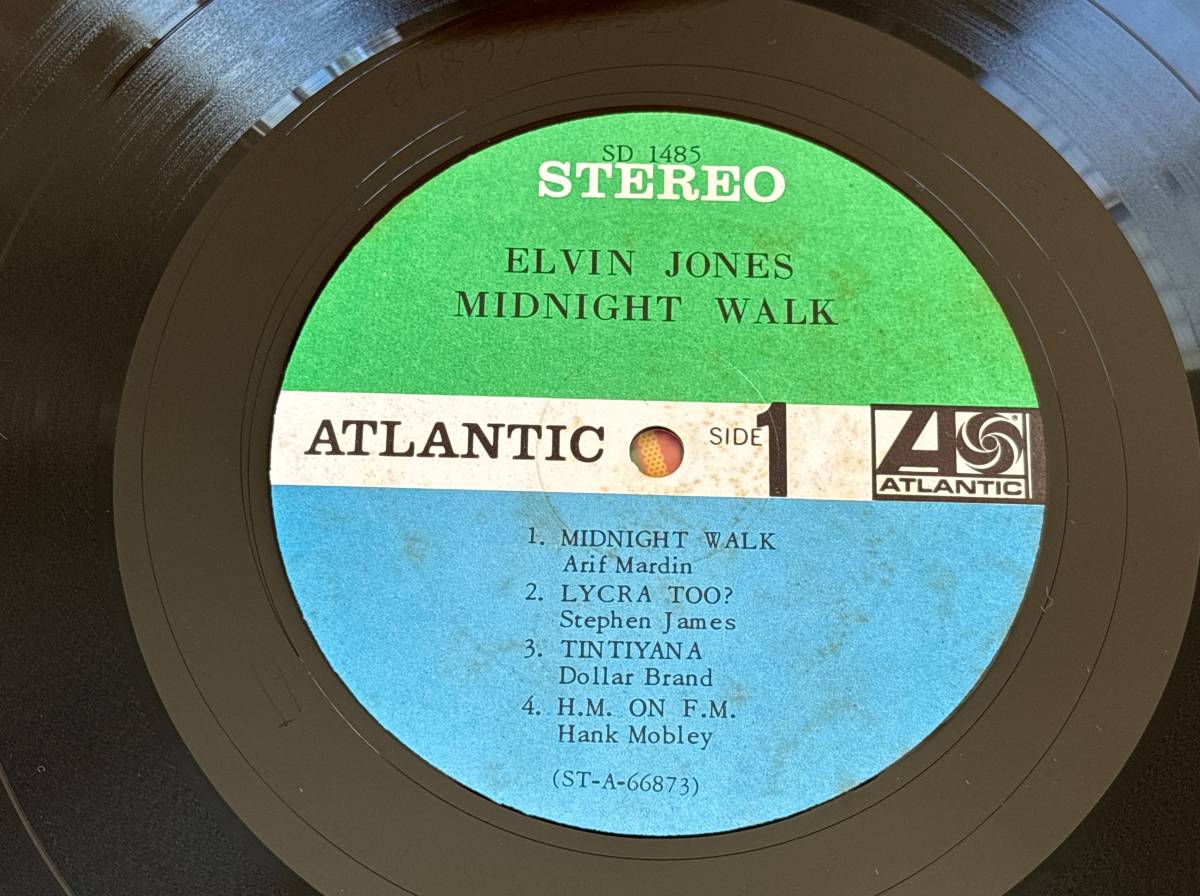 SD 1485
STEREO
ELVIN JONES
MIDNIGHT WALK
ATLANTIC
SIDE 1
ATLANTIC
1. MIDNIGHT WALK
Arif Mardin
2. LYCRA TOO?
Stephen James
3. TINTIYANA
Dollar Brand
4. H.M. ON F.M.
Hank Mobley
(ST-A-66873)